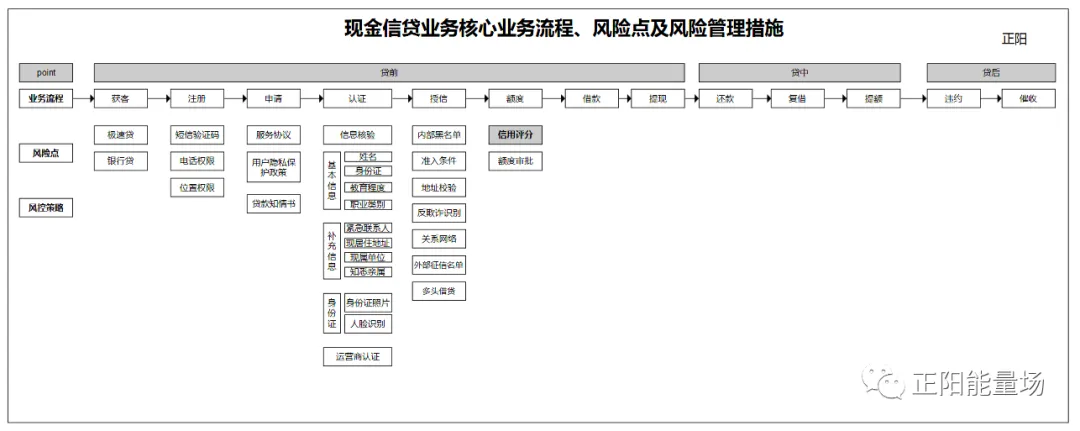 现金信贷业务核心业务流程、风险点及风险管理措施
正阳
point
贷前
贷中
贷后
业务流程
获客
注册
申请
认证
授信
额度
借款
提现
还款
复借
提额
违约
催收
风险点
风控策略
极速贷
银行贷
短信验证码
电话权限
位置权限
服务协议
用户隐私保
护政策
贷款知情书
信息核验
基本信息
姓名
身份证
教育程度
职业类别
补充信息
紧急联系人
现居住地址
现属单位
知悉亲属
身份证
身份证照片
人脸识别
运营商认证
内部黑名单
准入条件
地址校验
反欺诈识别
关系网络
外部征信名单
多头借贷
信用评分
额度审批
正阳能量场